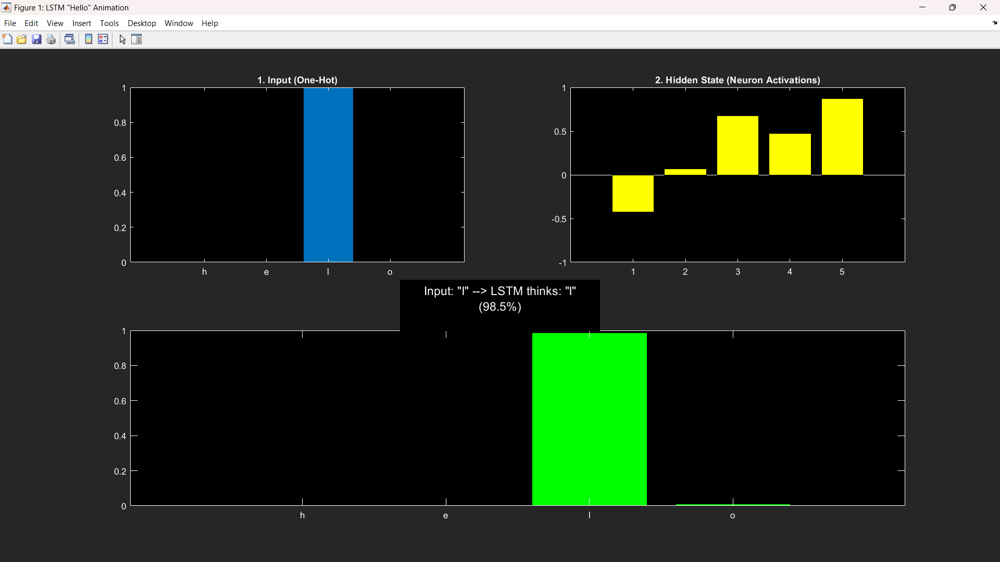 Figure 1: LSTM "Hello" Animation
File Edit View Insert Tools Desktop Window Help
1. Input (One-Hot)
1
0.8
0.6
0.4
0.2
0
h e l o
2. Hidden State (Neuron Activations)
1
0.5
0
-0.5
-1
1 2 3 4 5
Input: "l" --> LSTM thinks: "l"
(98.5%)
1
0.8
0.6
0.4
0.2
0
h e l o